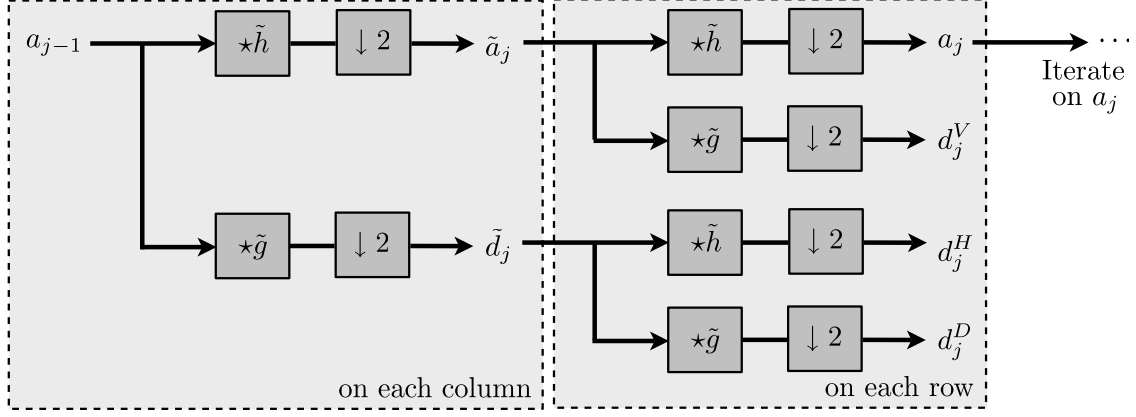 a_{j−1} ⋆h̃ ↓ 2 ã_j ⋆h̃ ↓ 2 a_j ⋯
Iterate
on a_j
⋆g̃ ↓ 2 d_j^V
⋆g̃ ↓ 2 d̃_j ⋆h̃ ↓ 2 d_j^H
⋆g̃ ↓ 2 d_j^D
on each column
on each row